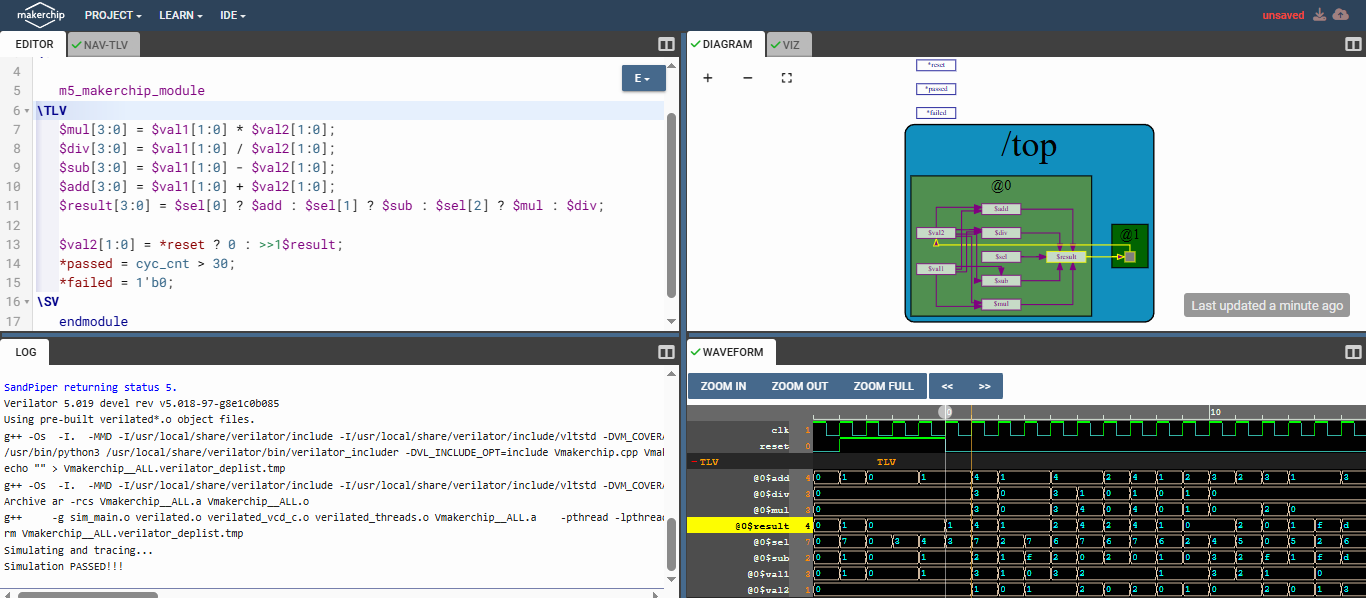 makerchip
PROJECT
LEARN
IDE
unsaved
EDITOR
NAV-TLV
E
4
5 m5_makerchip_module
6 \TLV
7 $mul[3:0] = $val1[1:0] * $val2[1:0];
8 $div[3:0] = $val1[1:0] / $val2[1:0];
9 $sub[3:0] = $val1[1:0] - $val2[1:0];
10 $add[3:0] = $val1[1:0] + $val2[1:0];
11 $result[3:0] = $sel[0] ? $add : $sel[1] ? $sub : $sel[2] ? $mul : $div;
12
13 $val2[1:0] = *reset ? 0 : >>1$result;
14 *passed = cyc_cnt > 30;
15 *failed = 1'b0;
16 \SV
17 endmodule
DIAGRAM
VIZ
+
−
*reset
*passed
*failed
/top
@0
$add
$val2
$div
@1
$sel
$result
$val1
$sub
$mul
Last updated a minute ago
LOG
SandPiper returning status 5.
Verilator 5.019 devel rev v5.018-97-g8e1c0b085
Using pre-built verilated*.o object files.
g++ -Os -I. -MMD -I/usr/local/share/verilator/include -I/usr/local/share/verilator/include/vltstd -DVM_COVERA
/usr/bin/python3 /usr/local/share/verilator/bin/verilator_includer -DVL_INCLUDE_OPT=include Vmakerchip.cpp Vmak
echo "" > Vmakerchip__ALL.verilator_deplist.tmp
g++ -Os -I. -MMD -I/usr/local/share/verilator/include -I/usr/local/share/verilator/include/vltstd -DVM_COVERA
Archive ar -rcs Vmakerchip__ALL.a Vmakerchip__ALL.o
g++ -g sim_main.o verilated.o verilated_vcd_c.o verilated_threads.o Vmakerchip__ALL.a -pthread -lpthrea
rm Vmakerchip__ALL.verilator_deplist.tmp
Simulating and tracing...
Simulation PASSED!!!
WAVEFORM
ZOOM IN
ZOOM OUT
ZOOM FULL
<<
>>
0 10
clk 1
reset 0
TLV TLV
@0$add 4 0 1 0 1 4 1 4 2 4 1 2 3 2 3 1 3
@0$div 3 0 3 0 3 1 0 1 0 1 0
@0$mul 3 0 3 0 3 4 0 4 0 1 0 2 0
@0$result 4 0 1 0 1 4 1 2 4 2 4 1 0 2 0 1 f d
@0$sel 7 0 7 0 3 4 3 7 2 7 6 7 6 7 6 2 4 5 0 5 2 6
@0$sub 2 0 1 0 1 2 1 f 2 0 2 0 1 0 3 2 f 1 f d
@0$val1 3 0 1 0 1 3 1 0 3 2 1 3 2 1 0
@0$val2 1 0 1 0 1 2 0 2 0 1 0 2 0 1 3